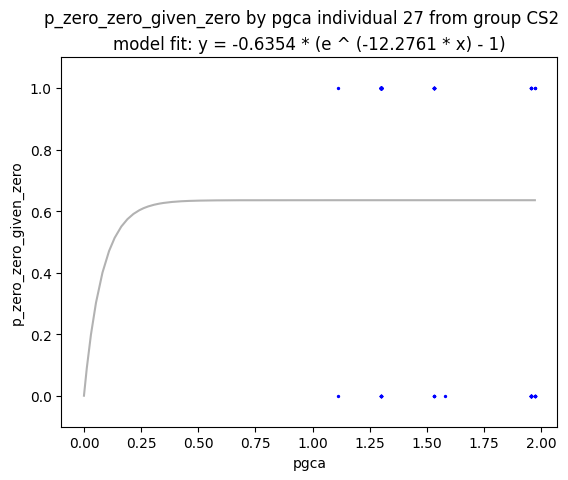 p_zero_zero_given_zero by pgca individual 27 from group CS2
model fit: y = -0.6354 * (e ^ (-12.2761 * x) - 1)
1.0
0.8
0.6
0.4
0.2
0.0
p_zero_zero_given_zero
0.00 0.25 0.50 0.75 1.00 1.25 1.50 1.75 2.00
pgca